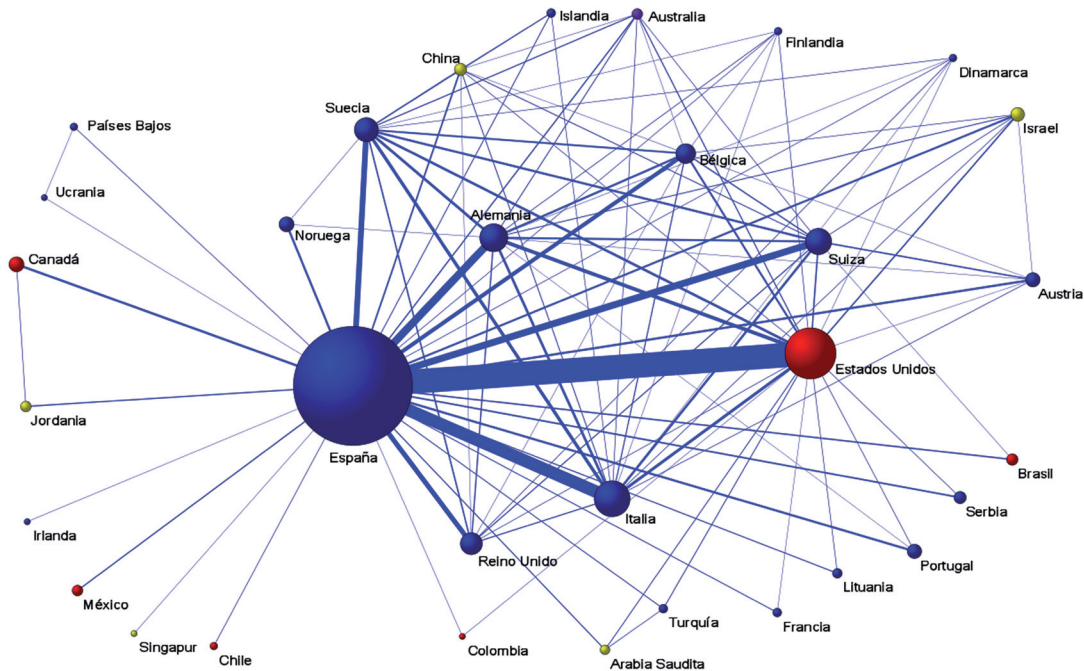 Islandia
Australia
Finlandia
China
Dinamarca
Suecia
Israel
Países Bajos
Bélgica
Ucrania
Alemania
Noruega
Suiza
Canadá
Austria
Estados Unidos
Jordania
España
Brasil
Italia
Serbia
Irlanda
Reino Unido
Portugal
Lituania
México
Turquía
Francia
Singapur
Chile
Colombia
Arabia Saudita